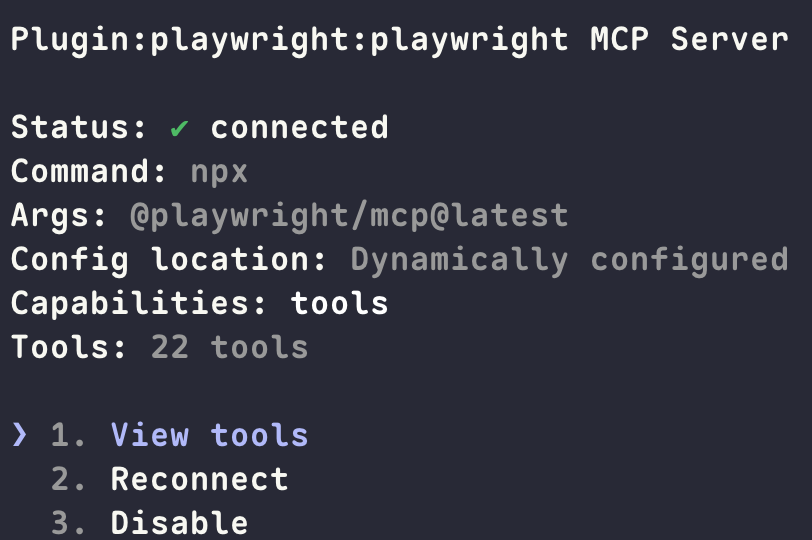 Plugin:playwright:playwright MCP Server
Status: ✔ connected
Command: npx
Args: @playwright/mcp@latest
Config location: Dynamically configured
Capabilities: tools
Tools: 22 tools
❯ 1. View tools
2. Reconnect
3. Disable